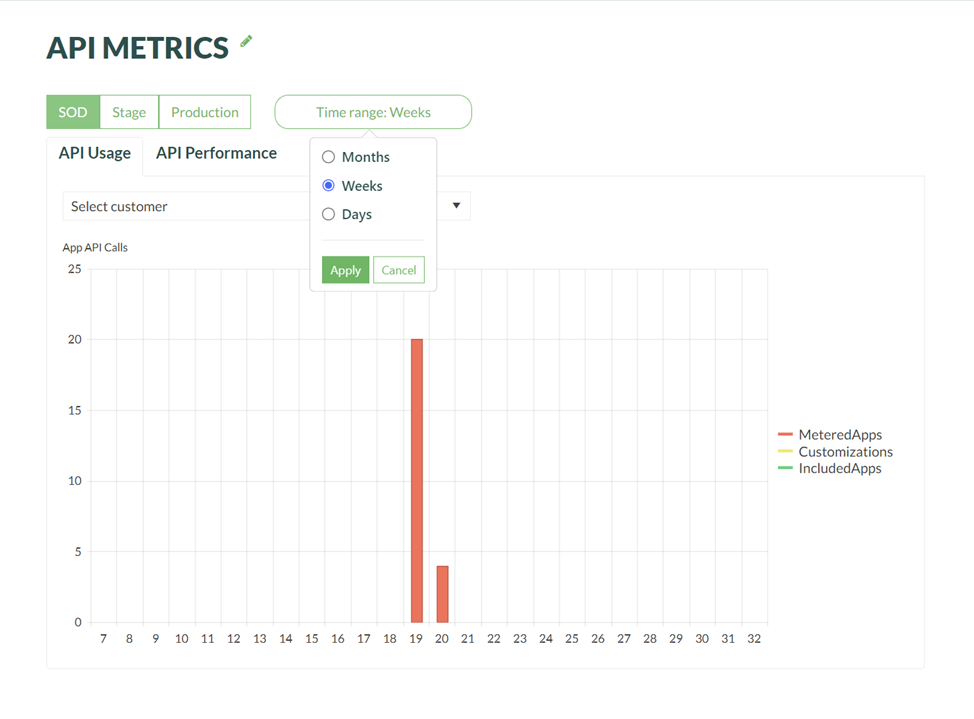 API METRICS
SOD Stage Production Time range: Weeks
API Usage API Performance
Months
Weeks
Days
Select customer
Apply Cancel
App API Calls
25
20
15
10
5
0
7 8 9 10 11 12 13 14 15 16 17 18 19 20 21 22 23 24 25 26 27 28 29 30 31 32
MeteredApps
Customizations
IncludedApps